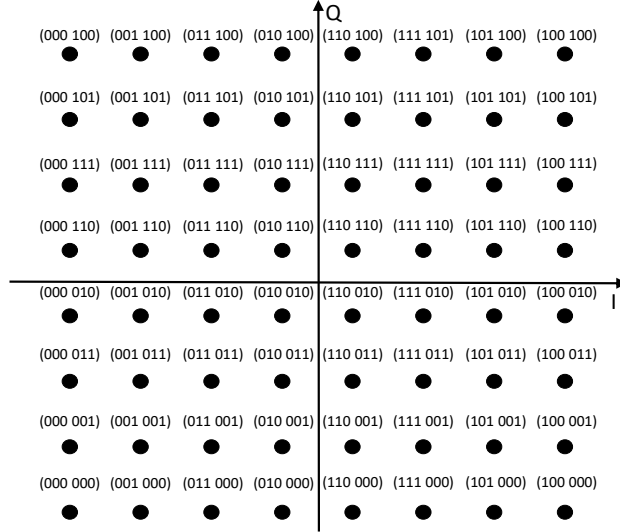 Q
(000 100) (001 100) (011 100) (010 100) (110 100) (111 101) (101 100) (100 100)
(000 101) (001 101) (011 101) (010 101) (110 101) (111 101) (101 101) (100 101)
(000 111) (001 111) (011 111) (010 111) (110 111) (111 111) (101 111) (100 111)
(000 110) (001 110) (011 110) (010 110) (110 110) (111 110) (101 110) (100 110)
(000 010) (001 010) (011 010) (010 010) (110 010) (111 010) (101 010) (100 010)
I
(000 011) (001 011) (011 011) (010 011) (110 011) (111 011) (101 011) (100 011)
(000 001) (001 001) (011 001) (010 001) (110 001) (111 001) (101 001) (100 001)
(000 000) (001 000) (011 000) (010 000) (110 000) (111 000) (101 000) (100 000)